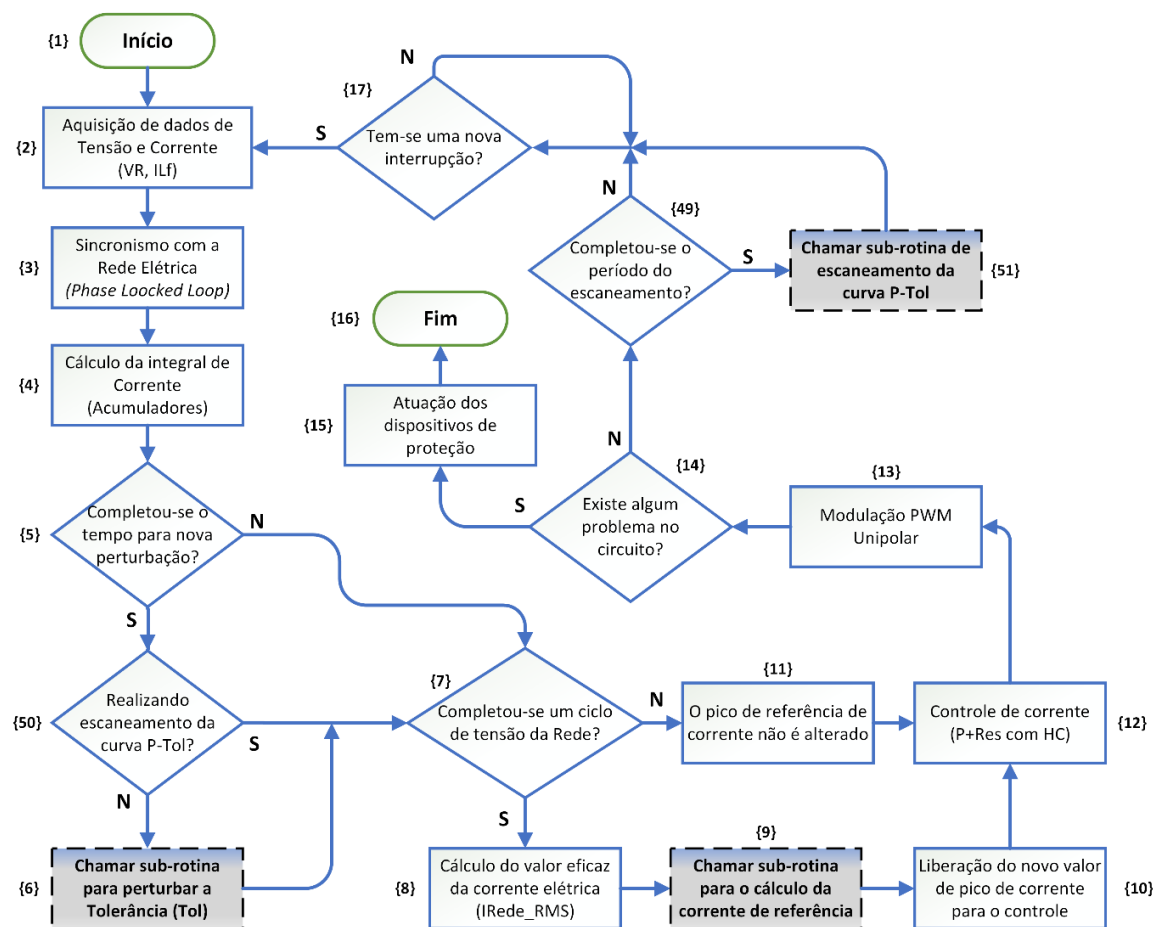 {1}
Início
{2}
Aquisição de dados de
Tensão e Corrente
(VR, ILf)
{3}
Sincronismo com a
Rede Elétrica
(Phase Loocked Loop)
{4}
Cálculo da integral de
Corrente
(Acumuladores)
{5}
Completou-se o
tempo para nova
perturbação?
N
S
{50}
Realizando
escaneamento da
curva P-Tol?
S
N
{6}
Chamar sub-rotina
para perturbar a
Tolerância (Tol)
{7}
Completou-se um ciclo
de tensão da Rede?
N
S
{8}
Cálculo do valor eficaz
da corrente elétrica
(IRede_RMS)
{9}
Chamar sub-rotina
para o cálculo da
corrente de referência
{10}
Liberação do novo valor
de pico de corrente
para o controle
{11}
O pico de referência de
corrente não é alterado
{12}
Controle de corrente
(P+Res com HC)
{13}
Modulação PWM
Unipolar
{14}
Existe algum
problema no
circuito?
S
N
{15}
Atuação dos
dispositivos de
proteção
{16}
Fim
{49}
Completou-se o
período do
escaneamento?
N
S
{51}
Chamar sub-rotina de
escaneamento da
curva P-Tol
{17}
Tem-se uma nova
interrupção?
N
S